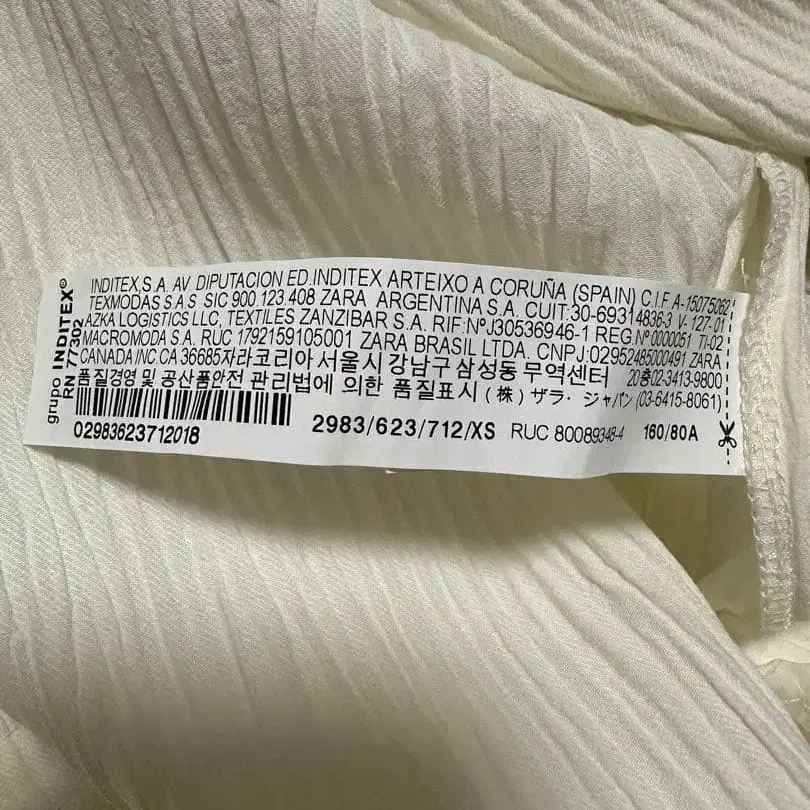 grupo INDITEX®
RN 77302
INDITEX,S.A. AV DIPUTACION ED.INDITEX ARTEIXO A CORUÑA (SPAIN) C.I.F A-15075062
TEXMODAS S.A.S SIC 900.123.408 ZARA ARGENTINA S.A. CUIT:30-69314836-3 V-127-01
AZKA LOGISTICS LLC, TEXTILES ZANZIBAR S.A. RIF:NºJ30536946-1 REG Nº0000051 TI-02
MACROMODA S.A. RUC 1792159105001 ZARA BRASIL LTDA. CNPJ:02952485000491 ZARA
CANADA INC CA 36685자라코리아 서울시 강남구 삼성동 무역센터 20층02-3413-9800
품질경영 및 공산품안전 관리법에 의한 품질표시 (株) ザラ・ジャパン (03-6415-8061)
02983623712018
2983/623/712/XS RUC 80089348-4 160/80A